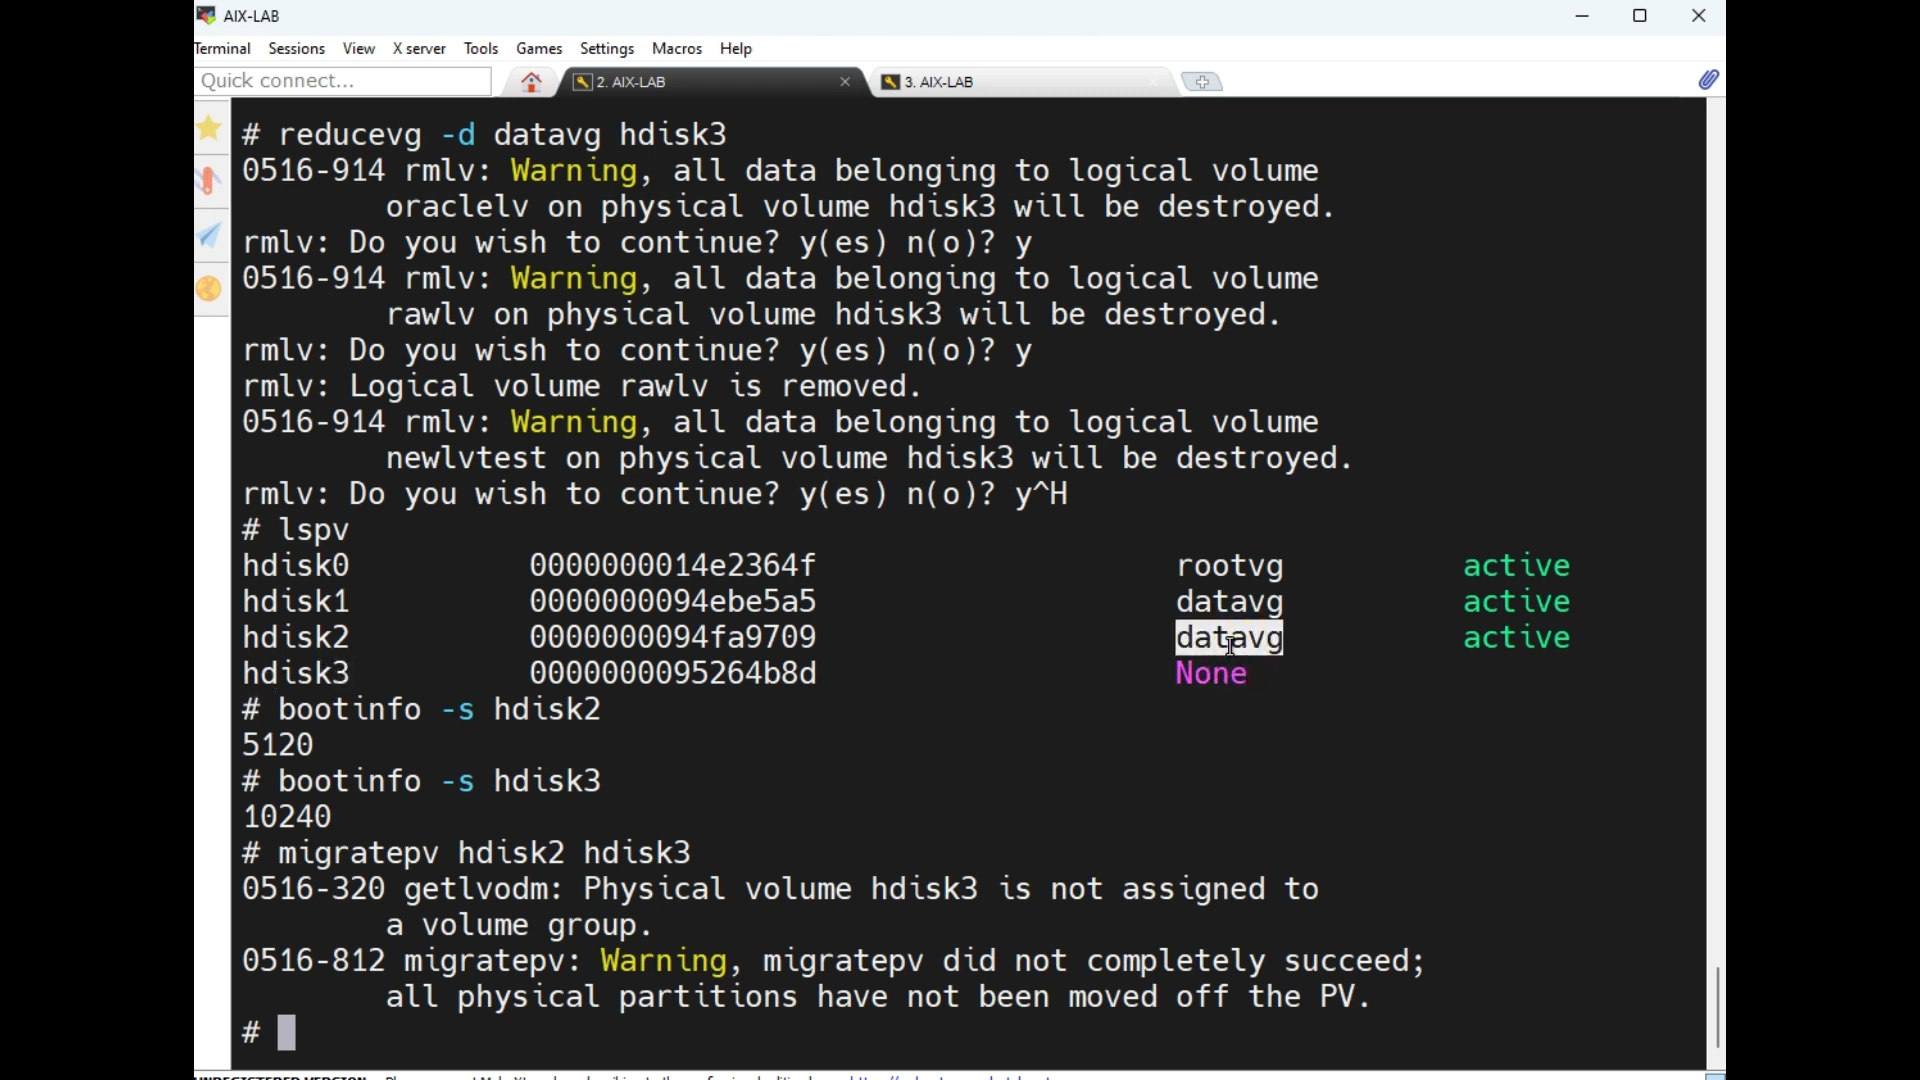 AIX-LAB
Terminal Sessions View X server Tools Games Settings Macros Help
Quick connect...
2. AIX-LAB
3. AIX-LAB
# reducevg -d datavg hdisk3
0516-914 rmlv: Warning, all data belonging to logical volume
oraclelv on physical volume hdisk3 will be destroyed.
rmlv: Do you wish to continue? y(es) n(o)? y
0516-914 rmlv: Warning, all data belonging to logical volume
rawlv on physical volume hdisk3 will be destroyed.
rmlv: Do you wish to continue? y(es) n(o)? y
rmlv: Logical volume rawlv is removed.
0516-914 rmlv: Warning, all data belonging to logical volume
newlvtest on physical volume hdisk3 will be destroyed.
rmlv: Do you wish to continue? y(es) n(o)? y^H
# lspv
hdisk0 0000000014e2364f rootvg active
hdisk1 0000000094ebe5a5 datavg active
hdisk2 0000000094fa9709 datavg active
hdisk3 0000000095264b8d None
# bootinfo -s hdisk2
5120
# bootinfo -s hdisk3
10240
# migratepv hdisk2 hdisk3
0516-320 getlvodm: Physical volume hdisk3 is not assigned to
a volume group.
0516-812 migratepv: Warning, migratepv did not completely succeed;
all physical partitions have not been moved off the PV.
#